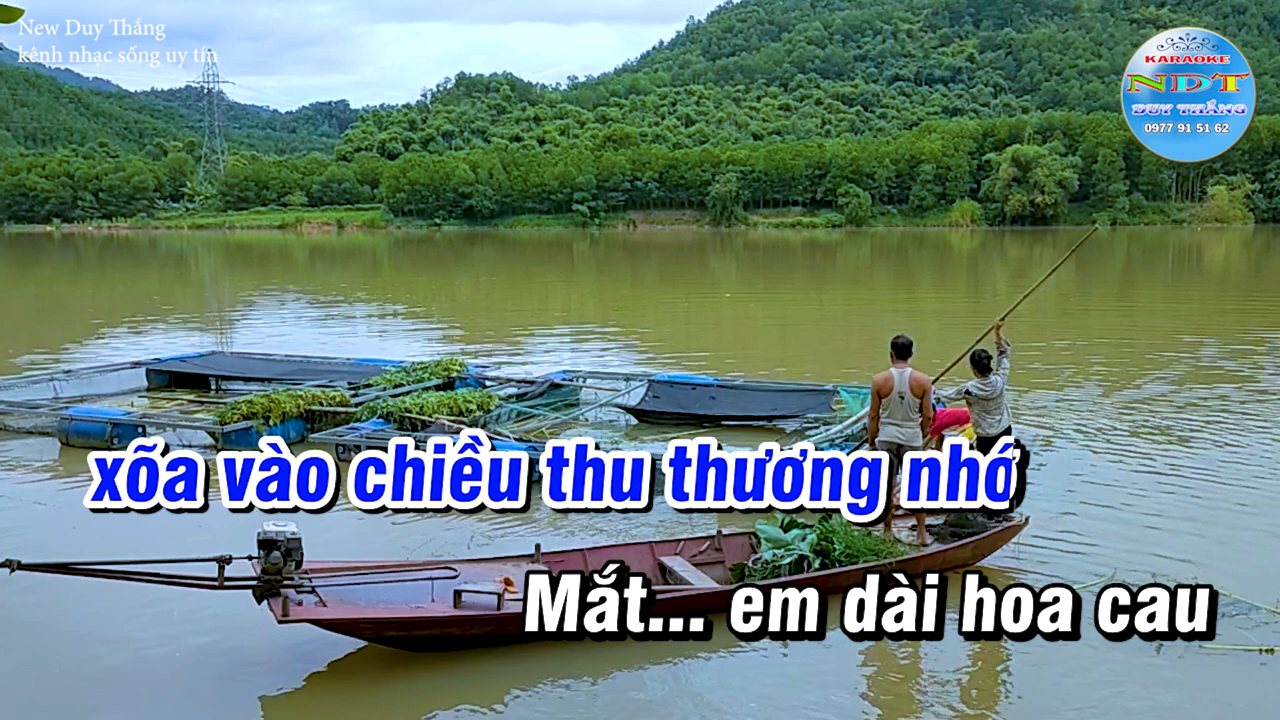 New Duy Thắng
kênh nhạc sống uy tín
KARAOKE
NDT
DUY THẮNG
0977 91 51 62
xõa vào chiều thu thương nhớ
Mắt... em dài hoa cau